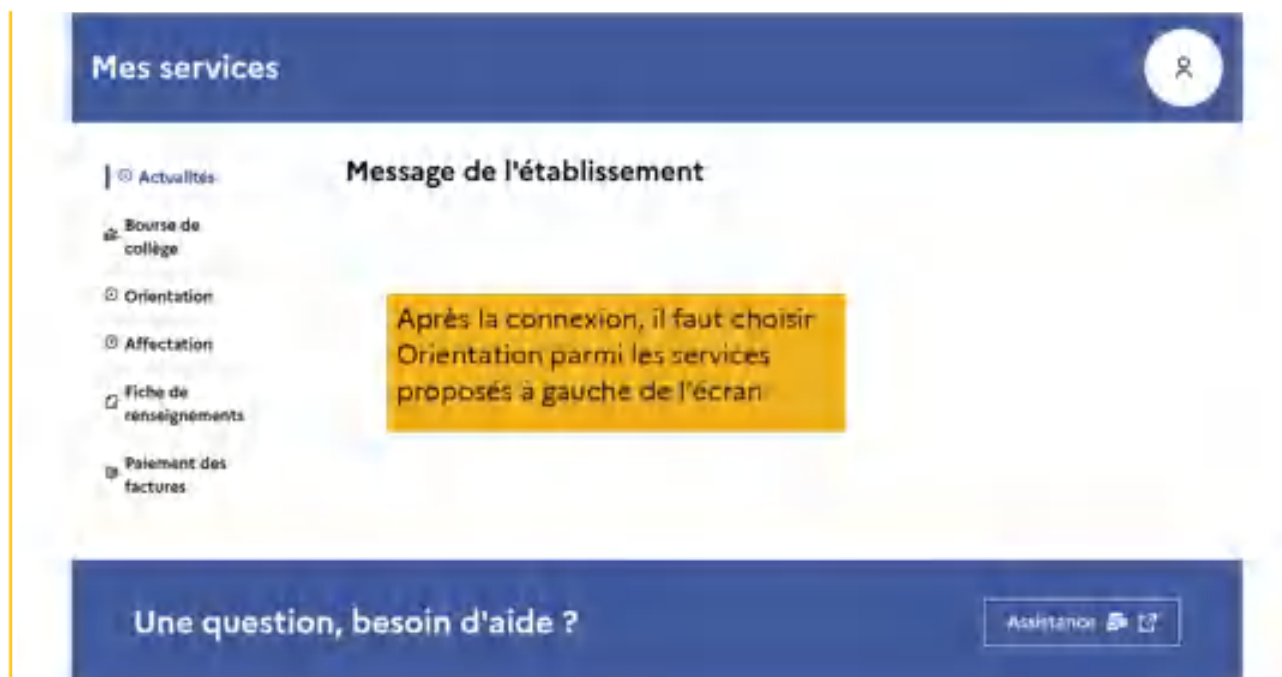 Mes services
Actualités
Bourse de
collège
Orientation
Affectation
Fiche de
renseignements
Paiement des
factures
Message de l'établissement
Après la connexion, il faut choisir
Orientation parmi les services
proposés à gauche de l'écran
Une question, besoin d'aide ?
Assistance